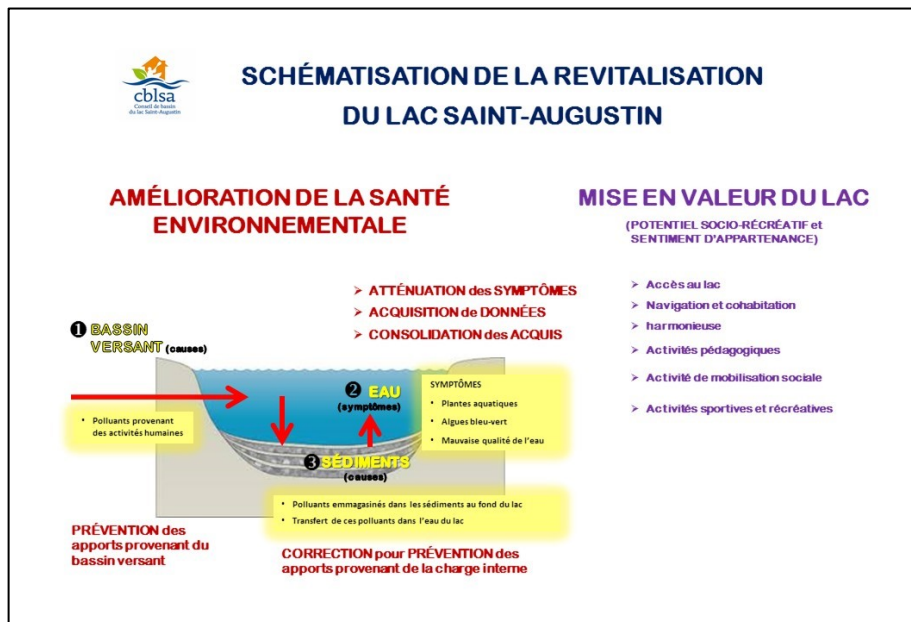 cblsa
Conseil de bassin
du lac Saint-Augustin
SCHÉMATISATION DE LA REVITALISATION
DU LAC SAINT-AUGUSTIN
AMÉLIORATION DE LA SANTÉ
ENVIRONNEMENTALE
➢ ATTÉNUATION des SYMPTÔMES
➢ ACQUISITION de DONNÉES
➢ CONSOLIDATION des ACQUIS
❶ BASSIN
VERSANT (causes)
• Polluants provenant
des activités humaines
❷ EAU
(symptômes)
SYMPTÔMES
• Plantes aquatiques
• Algues bleu-vert
• Mauvaise qualité de l'eau
❸ SÉDIMENTS
(causes)
• Polluants emmagasinés dans les sédiments au fond du lac
• Transfert de ces polluants dans l'eau du lac
PRÉVENTION des
apports provenant du
bassin versant
CORRECTION pour PRÉVENTION des
apports provenant de la charge interne
MISE EN VALEUR DU LAC
(POTENTIEL SOCIO-RÉCRÉATIF et
SENTIMENT D'APPARTENANCE)
➢ Accès au lac
➢ Navigation et cohabitation
➢ harmonieuse
➢ Activités pédagogiques
➢ Activité de mobilisation sociale
➢ Activités sportives et récréatives